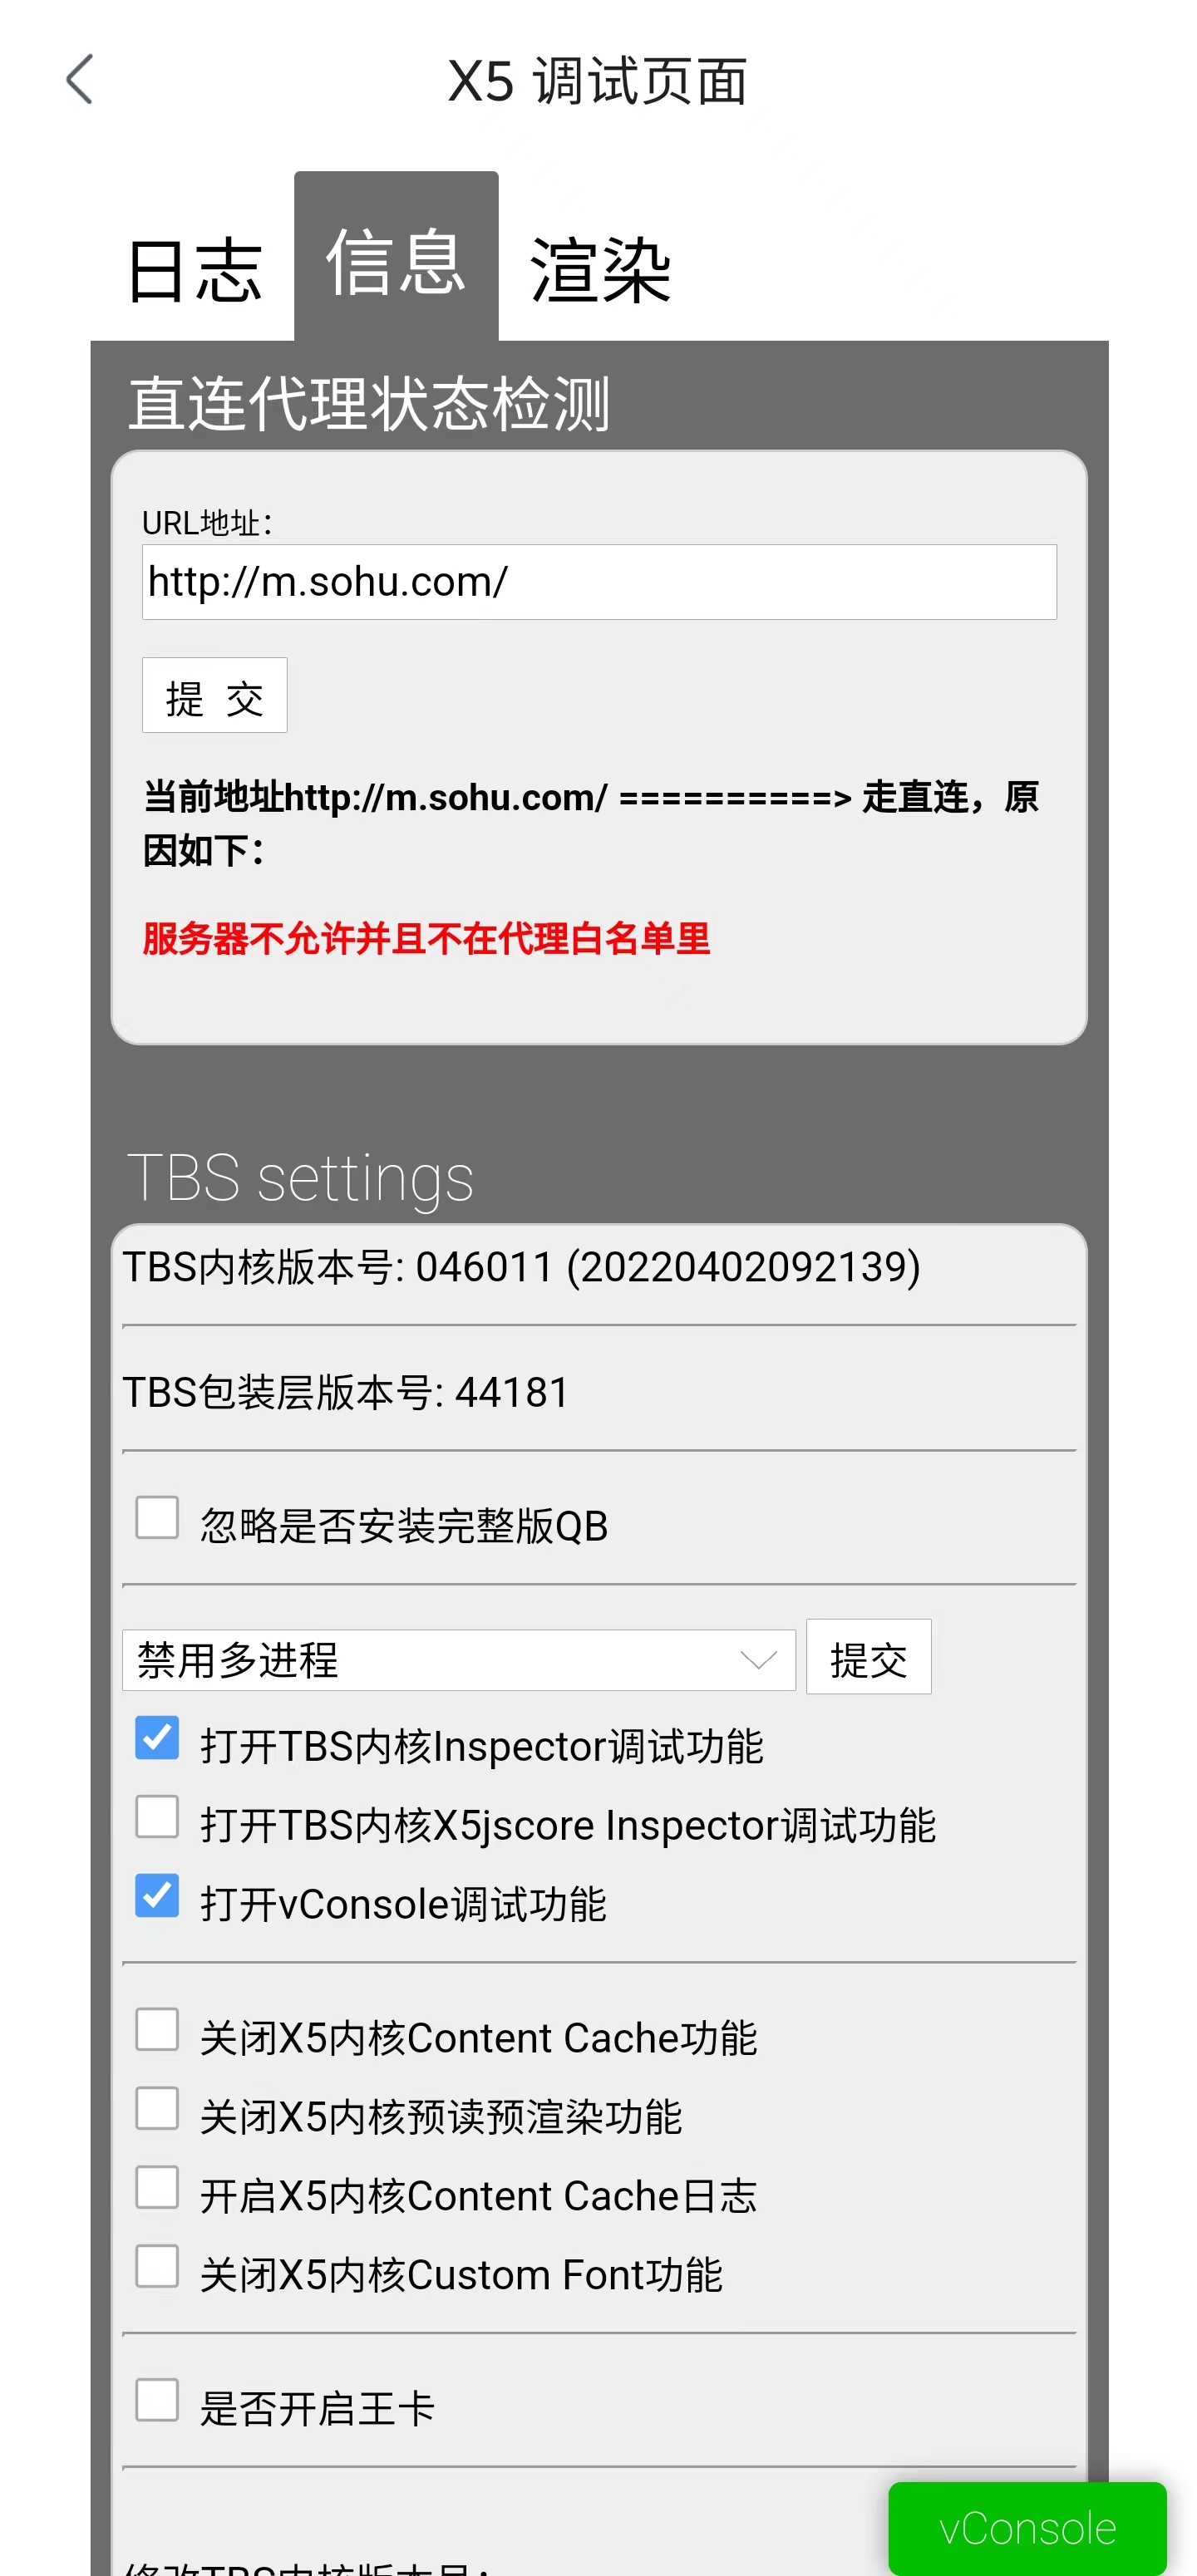 X5 调试页面
日志 信息 渲染
直连代理状态检测
URL地址：
http://m.sohu.com/
提 交
当前地址http://m.sohu.com/ ==========> 走直连，原
因如下：
服务器不允许并且不在代理白名单里
TBS settings
TBS内核版本号: 046011 (20220402092139)
TBS包装层版本号: 44181
忽略是否安装完整版QB
禁用多进程 提交
打开TBS内核Inspector调试功能
打开TBS内核X5jscore Inspector调试功能
打开vConsole调试功能
关闭X5内核Content Cache功能
关闭X5内核预读预渲染功能
开启X5内核Content Cache日志
关闭X5内核Custom Font功能
是否开启王卡
vConsole
修改TBS内核版本号：